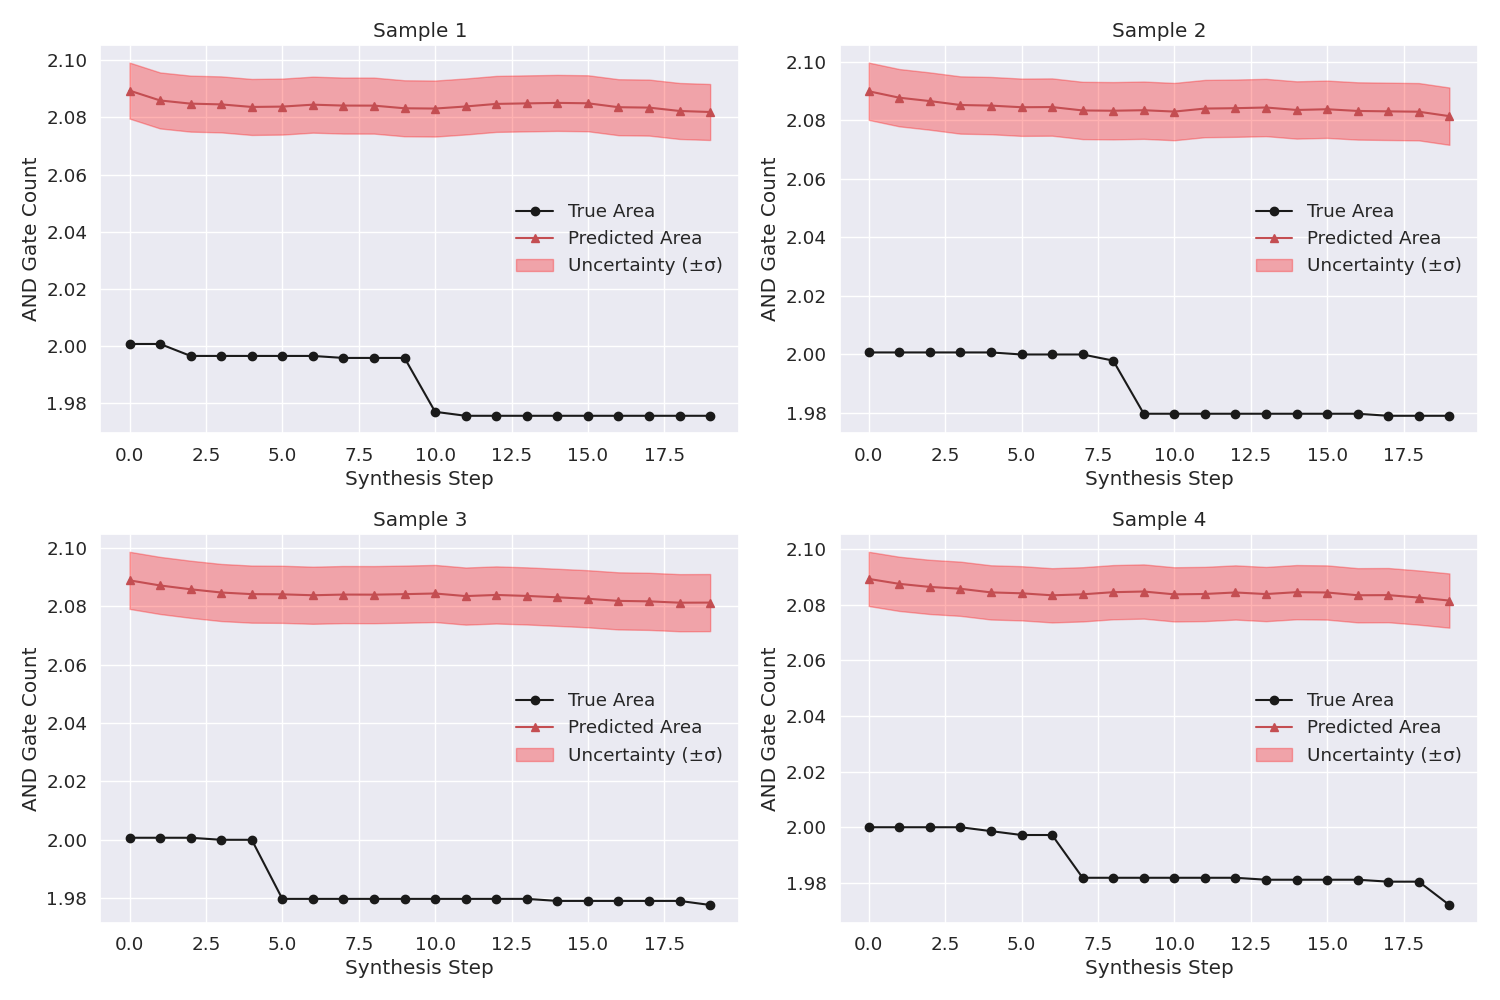 Sample 1
AND Gate Count
2.10
2.08
2.06
2.04
2.02
2.00
1.98
True Area
Predicted Area
Uncertainty (±σ)
0.0 2.5 5.0 7.5 10.0 12.5 15.0 17.5
Synthesis Step
Sample 2
AND Gate Count
2.10
2.08
2.06
2.04
2.02
2.00
1.98
True Area
Predicted Area
Uncertainty (±σ)
0.0 2.5 5.0 7.5 10.0 12.5 15.0 17.5
Synthesis Step
Sample 3
AND Gate Count
2.10
2.08
2.06
2.04
2.02
2.00
1.98
True Area
Predicted Area
Uncertainty (±σ)
0.0 2.5 5.0 7.5 10.0 12.5 15.0 17.5
Synthesis Step
Sample 4
AND Gate Count
2.10
2.08
2.06
2.04
2.02
2.00
1.98
True Area
Predicted Area
Uncertainty (±σ)
0.0 2.5 5.0 7.5 10.0 12.5 15.0 17.5
Synthesis Step